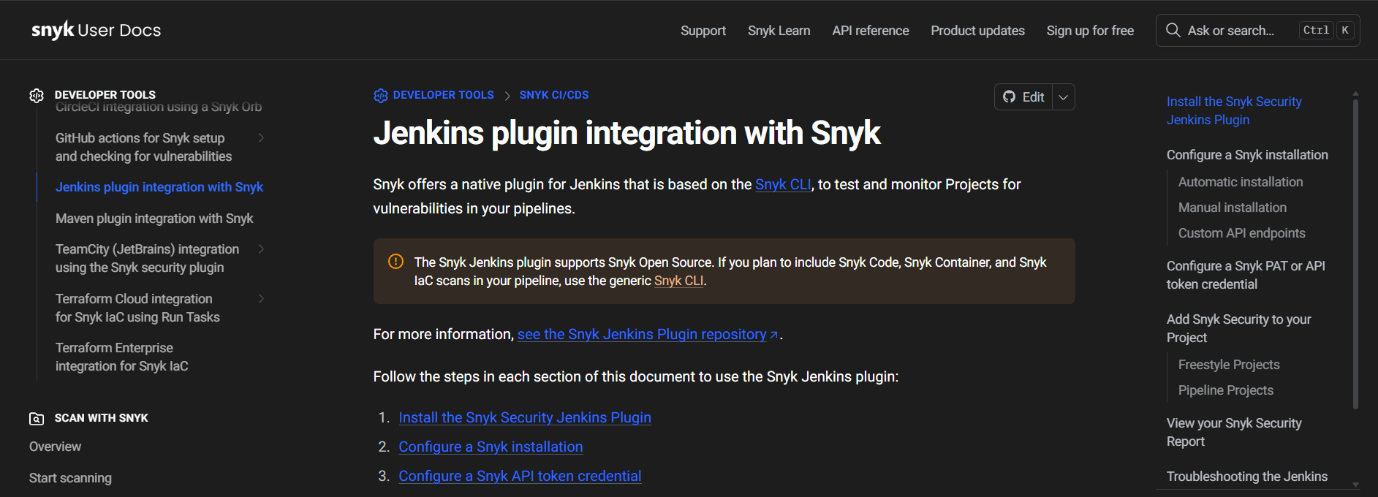 snyk User Docs
Support
Snyk Learn
API reference
Product updates
Sign up for free
Ask or search...
Ctrl
K
DEVELOPER TOOLS
CircleCI integration using a Snyk Orb
GitHub actions for Snyk setup
and checking for vulnerabilities
Jenkins plugin integration with Snyk
Maven plugin integration with Snyk
TeamCity (JetBrains) integration
using the Snyk security plugin
Terraform Cloud integration
for Snyk IaC using Run Tasks
Terraform Enterprise
integration for Snyk IaC
SCAN WITH SNYK
Overview
Start scanning
DEVELOPER TOOLS
SNYK CI/CDS
Edit
Jenkins plugin integration with Snyk
Snyk offers a native plugin for Jenkins that is based on the Snyk CLI, to test and monitor Projects for
vulnerabilities in your pipelines.
The Snyk Jenkins plugin supports Snyk Open Source. If you plan to include Snyk Code, Snyk Container, and Snyk
IaC scans in your pipeline, use the generic Snyk CLI.
For more information, see the Snyk Jenkins Plugin repository ↗.
Follow the steps in each section of this document to use the Snyk Jenkins plugin:
1. Install the Snyk Security Jenkins Plugin
2. Configure a Snyk installation
3. Configure a Snyk API token credential
Install the Snyk Security
Jenkins Plugin
Configure a Snyk installation
Automatic installation
Manual installation
Custom API endpoints
Configure a Snyk PAT or API
token credential
Add Snyk Security to your
Project
Freestyle Projects
Pipeline Projects
View your Snyk Security
Report
Troubleshooting the Jenkins